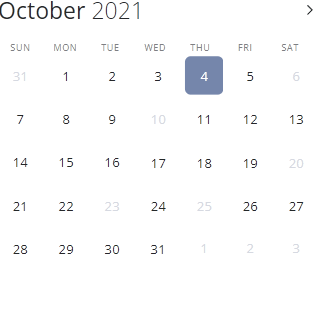 October 2021
SUN MON TUE WED THU FRI SAT
31 1 2 3 4 5 6
7 8 9 10 11 12 13
14 15 16 17 18 19 20
21 22 23 24 25 26 27
28 29 30 31 1 2 3